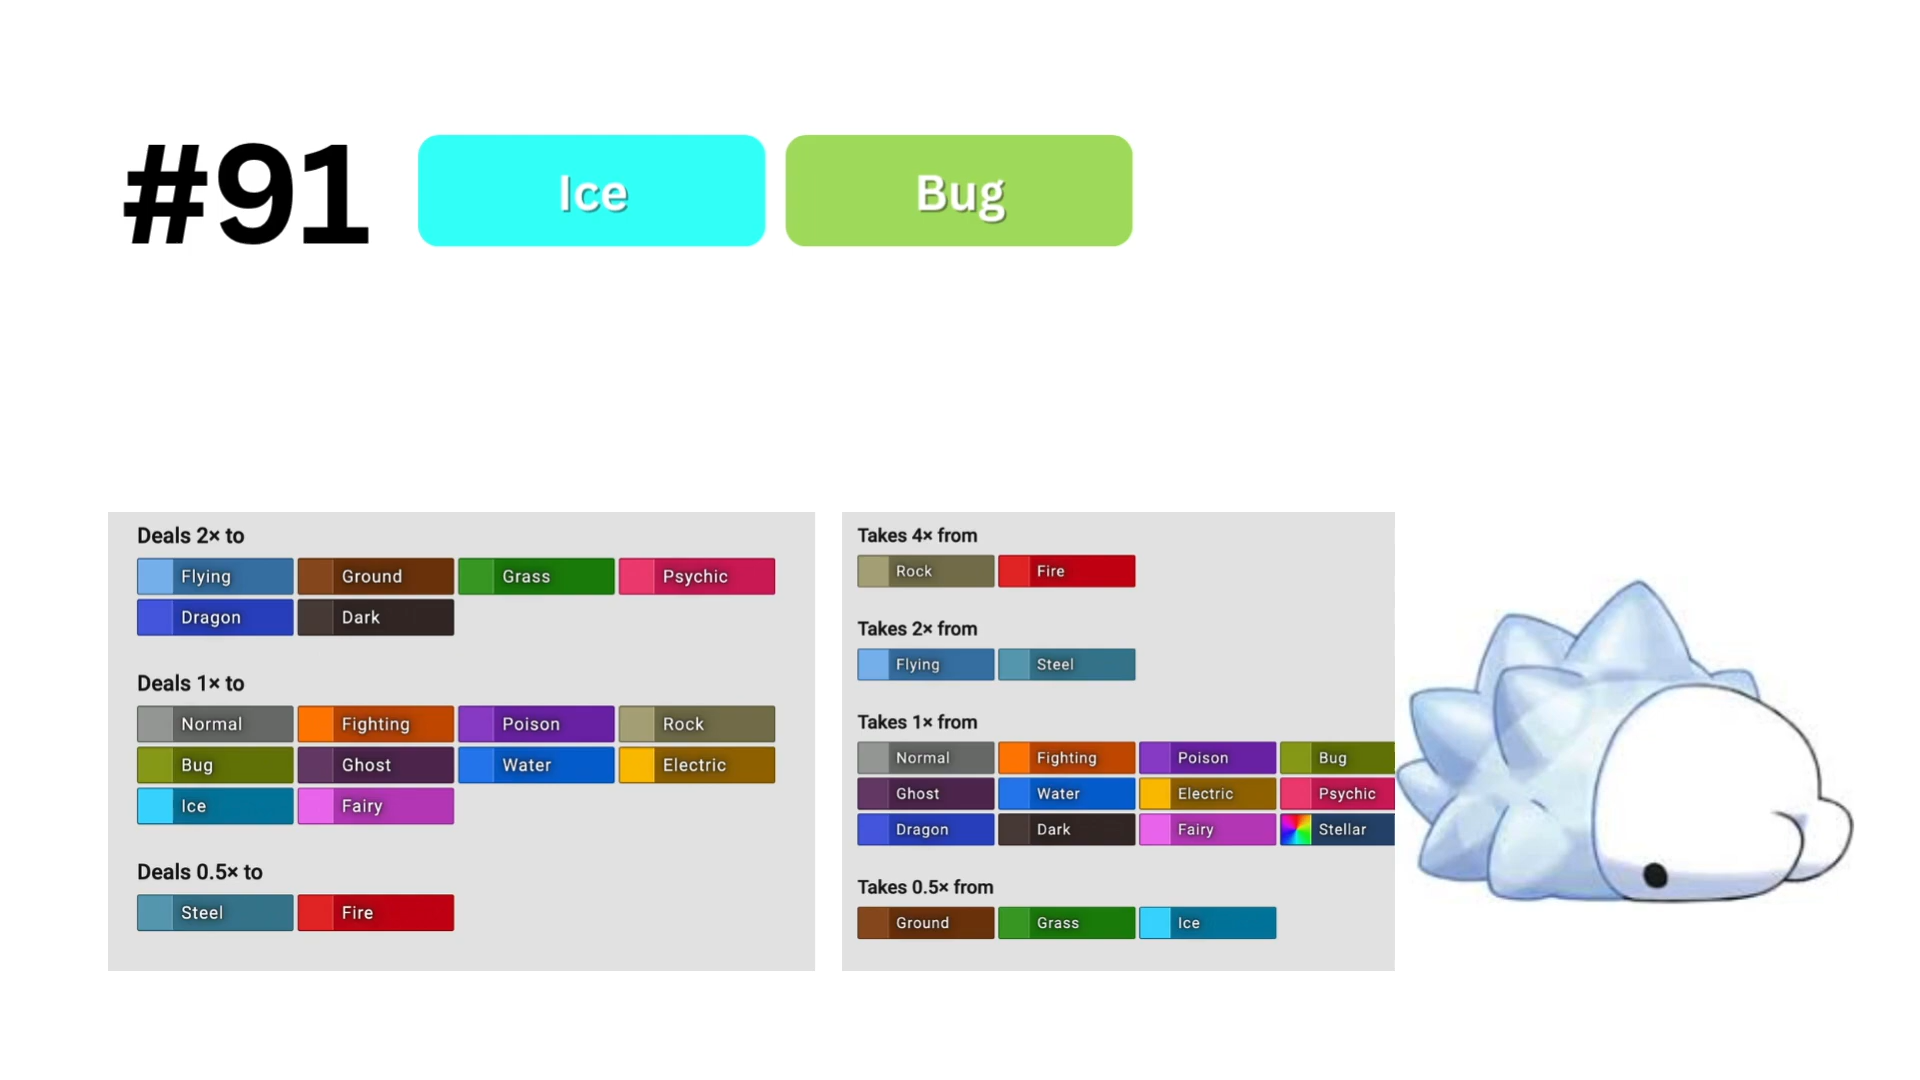 #91 Ice Bug
Deals 2× to
Flying Ground Grass Psychic
Dragon Dark
Deals 1× to
Normal Fighting Poison Rock
Bug Ghost Water Electric
Ice Fairy
Deals 0.5× to
Steel Fire
Takes 4× from
Rock Fire
Takes 2× from
Flying Steel
Takes 1× from
Normal Fighting Poison Bug
Ghost Water Electric Psychic
Dragon Dark Fairy Stellar
Takes 0.5× from
Ground Grass Ice